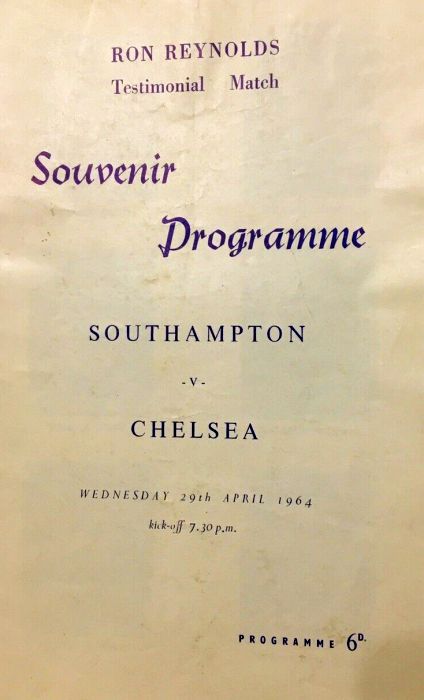 RON REYNOLDS
Testimonial Match
Souvenir
Programme
SOUTHAMPTON
-v-
CHELSEA
WEDNESDAY 29th APRIL 1964
kick-off 7.30 p.m.
PROGRAMME 6D.